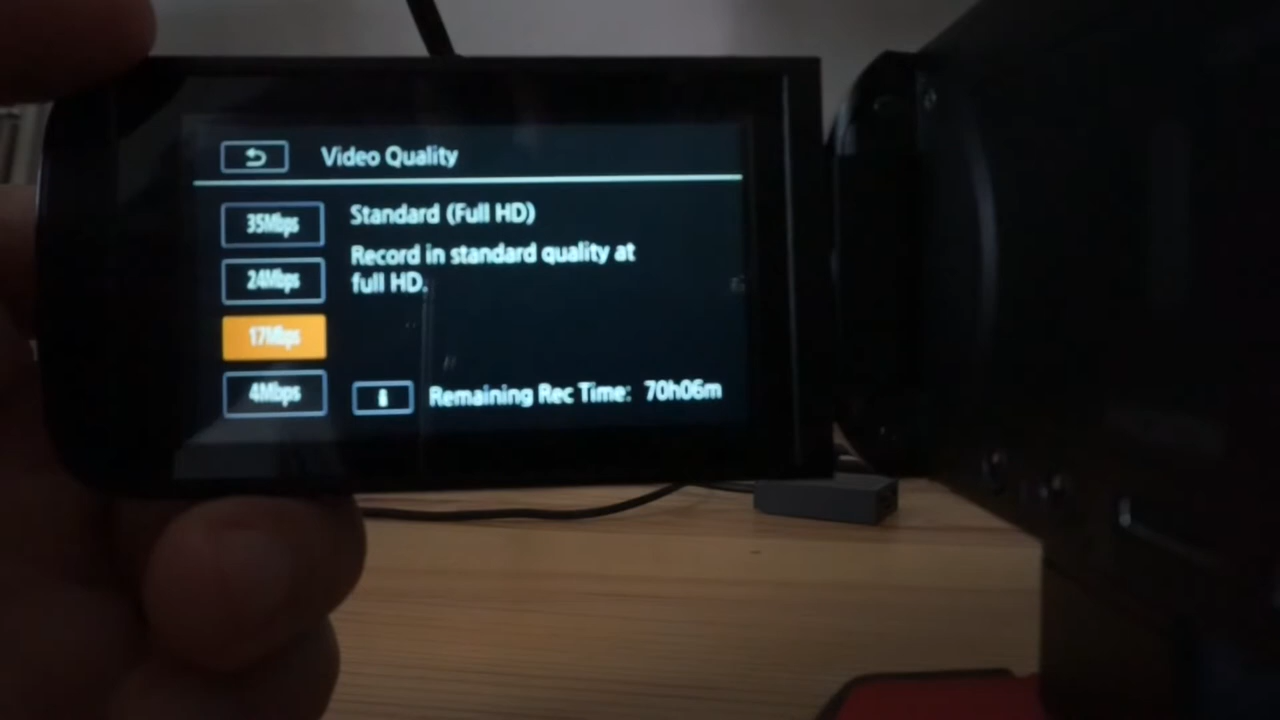 Video Quality
35Mbps
Standard (Full HD)
24Mbps
Record in standard quality at
full HD.
17Mbps
4Mbps
Remaining Rec Time: 70h06m